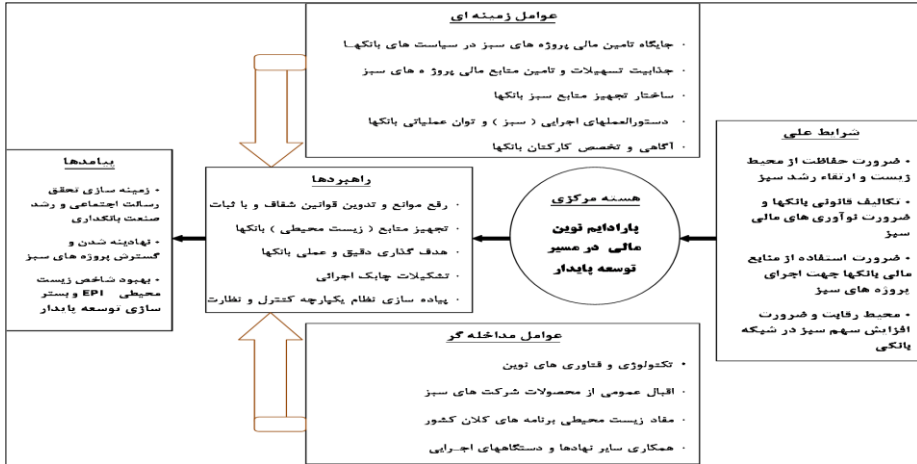 عوامل زمینه ای
· جایگاه تامین مالی پروژه های سبز در سیاست های بانکهـا
· جذابیت تسهیلات و تامین منابع مالی پروژ ه های سبز
· ساختار تجهیز منابع سبز بانکها
· دستورالعملهای اجرایی ( سبز ) و توان عملیاتی بانکها
· آگاهی و تخصص کارکنان بانکها
شرایط علی
• ضرورت حفاظت از محیط
زیست و ارتقاء رشد سبز
• تکالیف قانونی بانکها و
ضرورت نوآوری های مالی
سبز
• ضرورت استفاده از منابع
مالی بانکها جهت اجرای
پروژه های سبز
• محیط رقابت و ضرورت
افزایش سهم سبز در شبکه
بانکی
هسته مرکزی
پارادایم نوین
مالی در مسیر
توسعه پایدار
راهبردها
· رفع موانع و تدوین قوانین شفاف و با ثبات
· تجهیز منابع ( زیست محیطی ) بانکها
· هدف گذاری دقیق و عملی بانکها
· تشکیلات چابک اجرائی
· پیاده سازی نظام یکپارچه کنترل و نظارت
پیامدها
• زمینه سازی تحقق
رسالت اجتماعی و رشد
صنعت بانکداری
• نهادینه شدن و
گسترش پروژه های سبز
• بهبود شاخص زیست
محیطی EPI و بستر
سازی توسعه پایدار
عوامل مداخله گر
• تکنولوژی و فناوری های نوین
· اقبال عمومی از محصولات شرکت های سبز
· مفاد زیست محیطی برنامه های کلان کشور
· همکاری سایر نهادها و دستگاههای اجـرایی